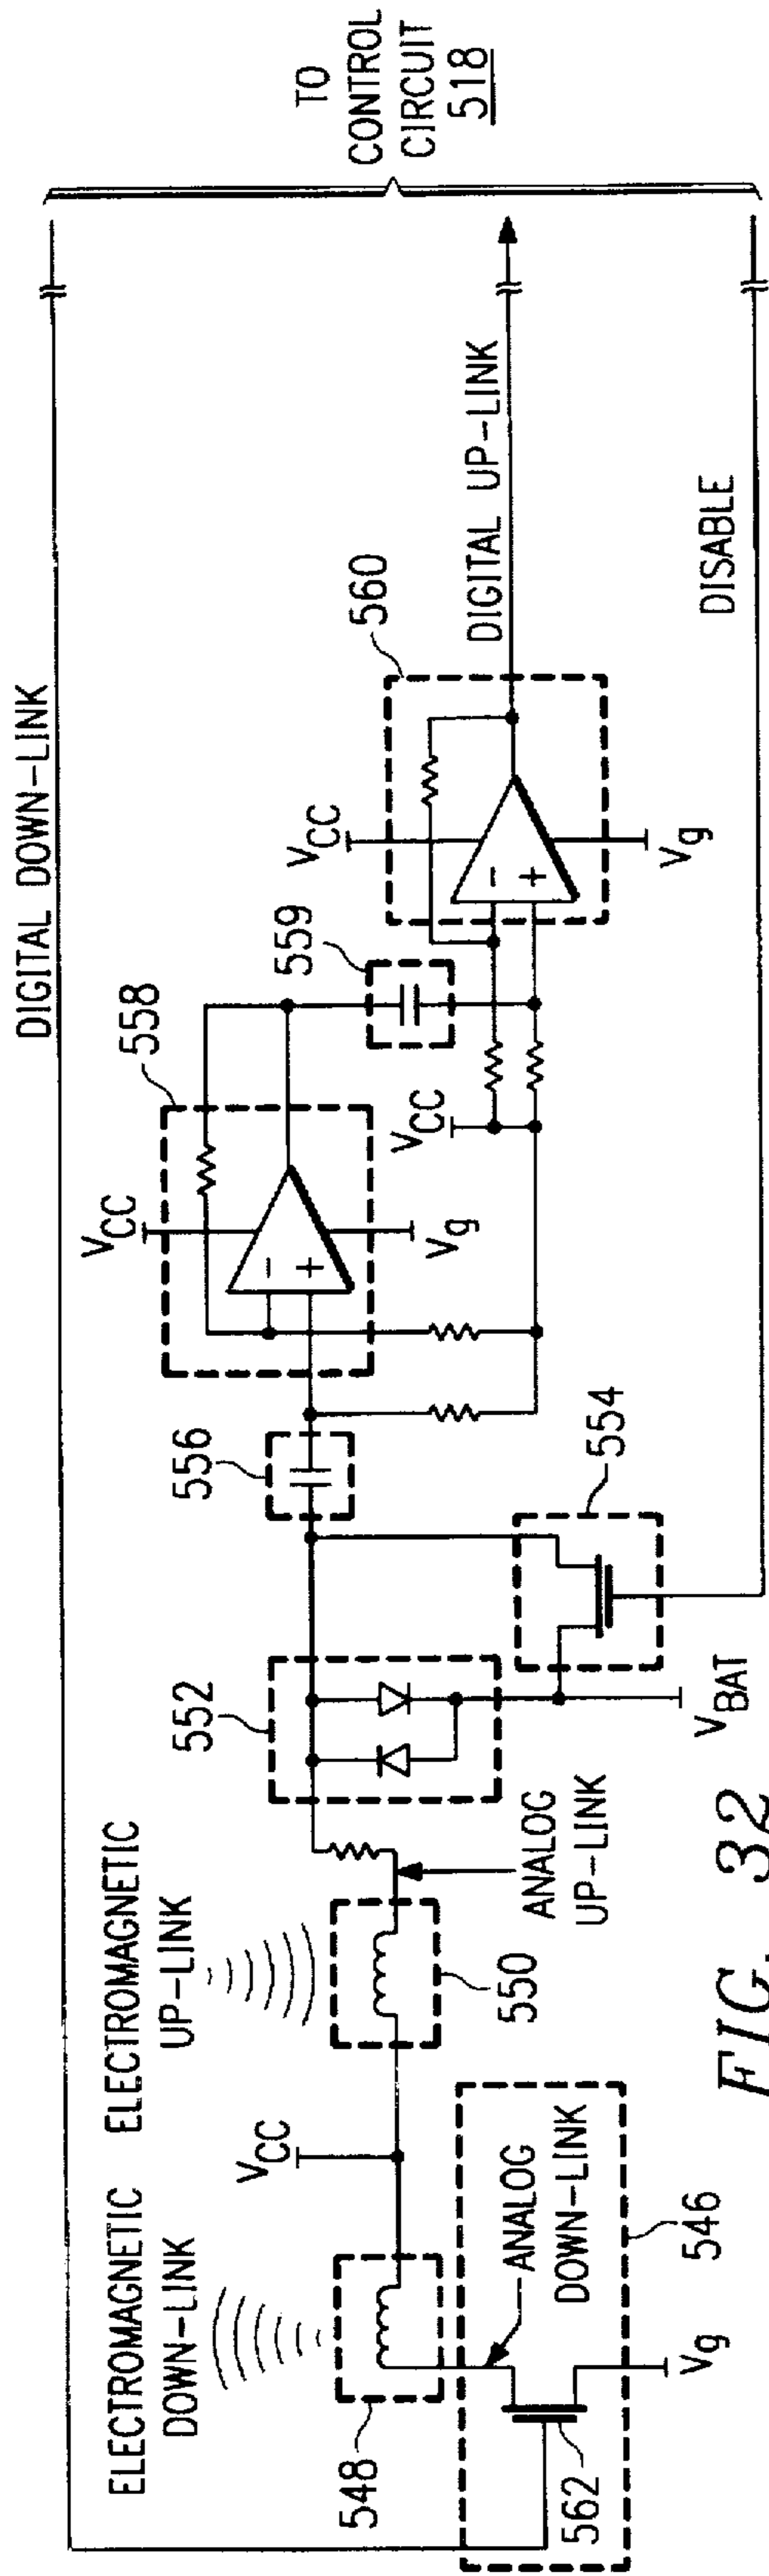 DIGITAL DOWN-LINK
ELECTROMAGNETIC
DOWN-LINK
ELECTROMAGNETIC
UP-LINK
VCC
548
550
ANALOG
UP-LINK
ANALOG
DOWN-LINK
562
Vg
546
552
VBAT
554
556
558
VCC
Vg
559
VCC
560
VCC
Vg
DIGITAL UP-LINK
DISABLE
TO
CONTROL
CIRCUIT
518
FIG. 32